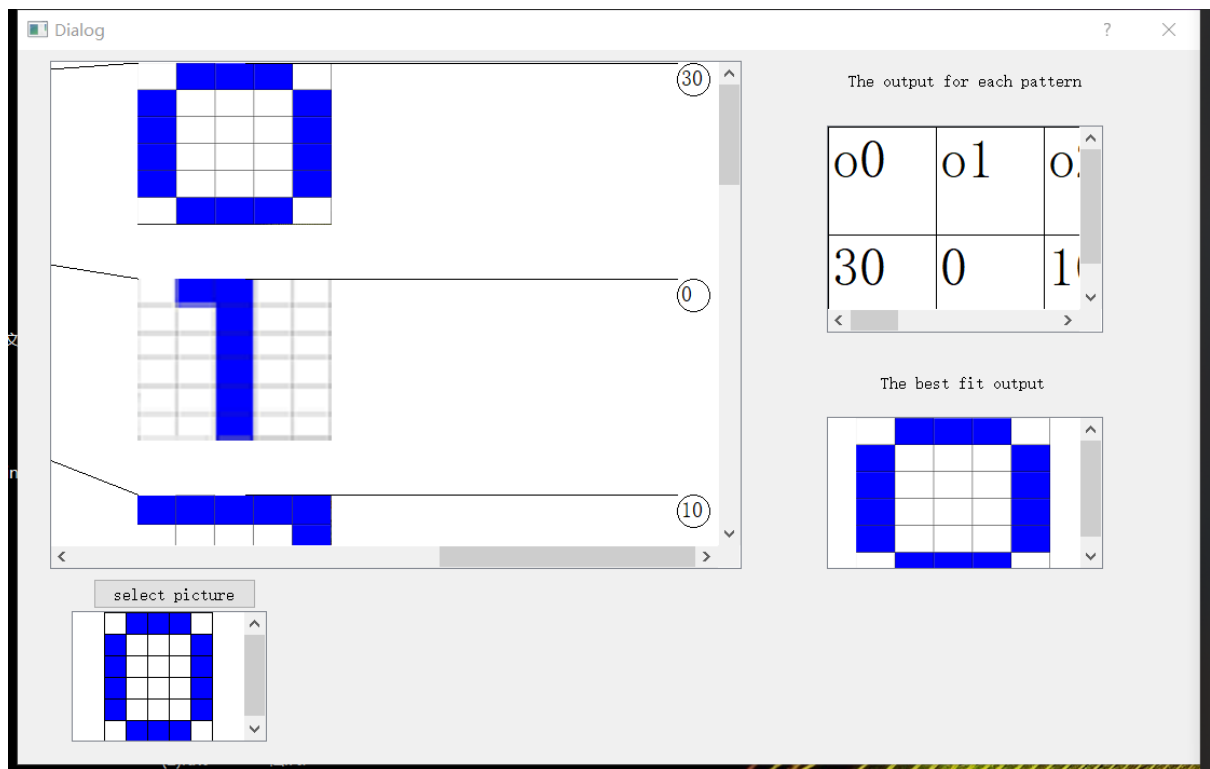 Dialog
?
30
The output for each pattern
o0 o1
30 0
0
The best fit output
10
select picture
文
n